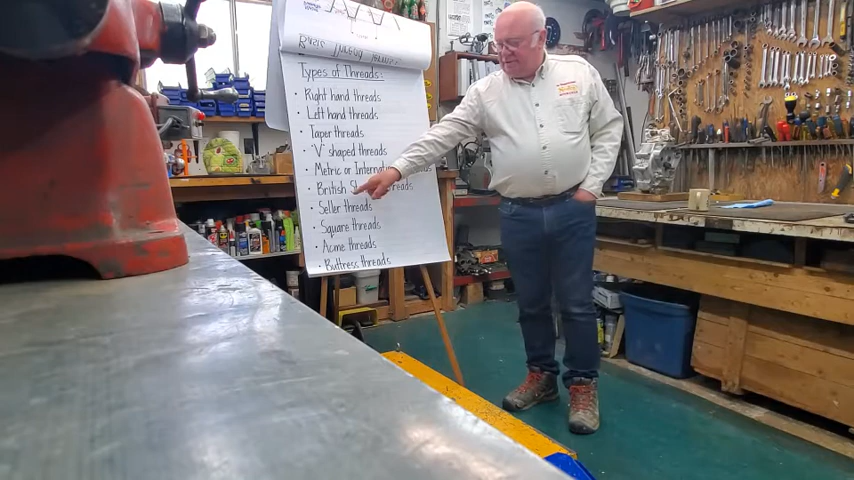 Types of Threads:
• Right hand threads
• Left hand threads
• Taper threads
• V shaped threads
• Metric or Internation
• British S
• Seller threads
• Square threads
• Acme threads
• Buttress threads